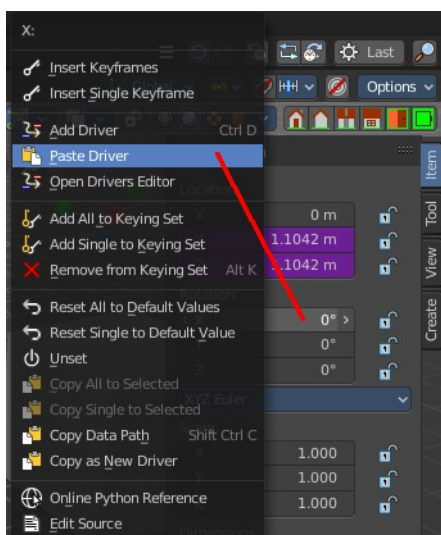 X:
Last
Insert Keyframes
Insert Single Keyframe
Options
Add Driver Ctrl D
Paste Driver
Open Drivers Editor
Item
Location:
X 0 m
1.1042 m
1.1042 m
Add All to Keying Set
Add Single to Keying Set
Remove from Keying Set Alt K
Tool
View
Create
Rotation:
0°
0°
Z 0°
XYZ Euler
Reset All to Default Values
Reset Single to Default Value
Unset
Copy All to Selected
Copy Single to Selected
Copy Data Path Shift Ctrl C
Copy as New Driver
Scale:
X 1.000
Y 1.000
Z 1.000
Online Python Reference
Edit Source
Dimensions: